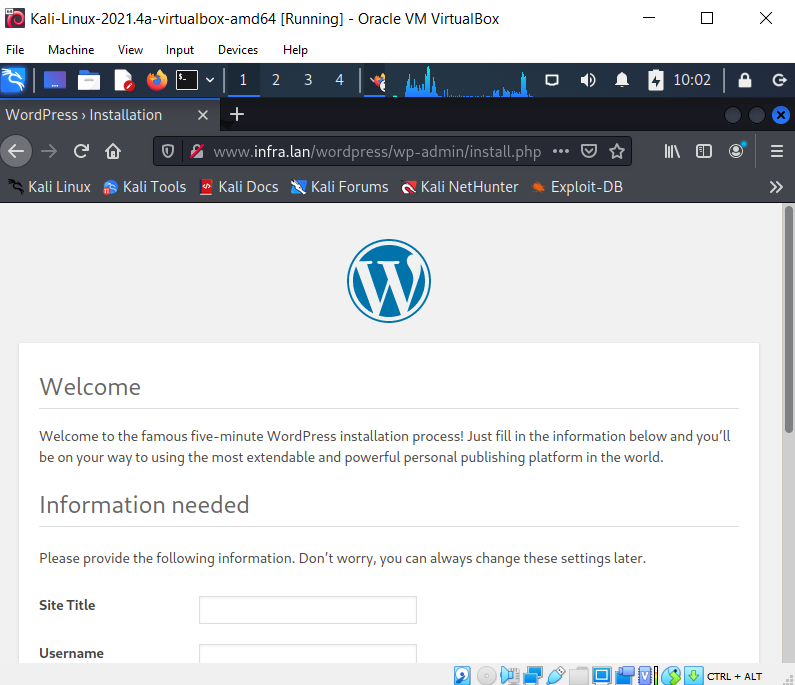 Kali-Linux-2021.4a-virtualbox-amd64 [Running] - Oracle VM VirtualBox
File Machine View Input Devices Help
1 2 3 4 10:02
WordPress › Installation
www.infra.lan/wordpress/wp-admin/install.php
Kali Linux Kali Tools Kali Docs Kali Forums Kali NetHunter Exploit-DB
Welcome
Welcome to the famous five-minute WordPress installation process! Just fill in the information below and you’ll
be on your way to using the most extendable and powerful personal publishing platform in the world.
Information needed
Please provide the following information. Don’t worry, you can always change these settings later.
Site Title
Username
CTRL + ALT